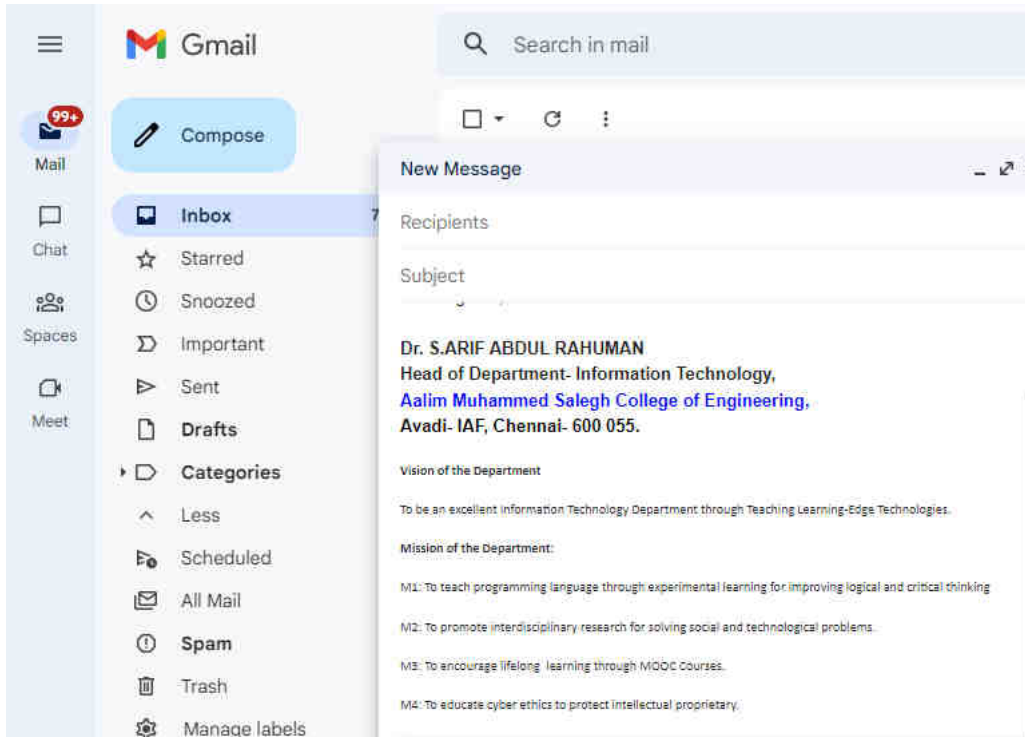 Gmail
Search in mail
99+
Mail
Compose
New Message
Recipients
Subject
Inbox 7
Chat
Starred
Snoozed
Spaces
Important
Sent
Meet
Drafts
Categories
Less
Scheduled
All Mail
Spam
Trash
Manage labels
Dr. S.ARIF ABDUL RAHUMAN
Head of Department- Information Technology,
Aalim Muhammed Salegh College of Engineering,
Avadi- IAF, Chennai- 600 055.
Vision of the Department
To be an excellent Information Technology Department through Teaching Learning-Edge Technologies.
Mission of the Department:
M1: To teach programming language through experimental learning for improving logical and critical thinking
M2: To promote interdisciplinary research for solving social and technological problems.
M3: To encourage lifelong learning through MOOC Courses.
M4: To educate cyber ethics to protect intellectual proprietary.